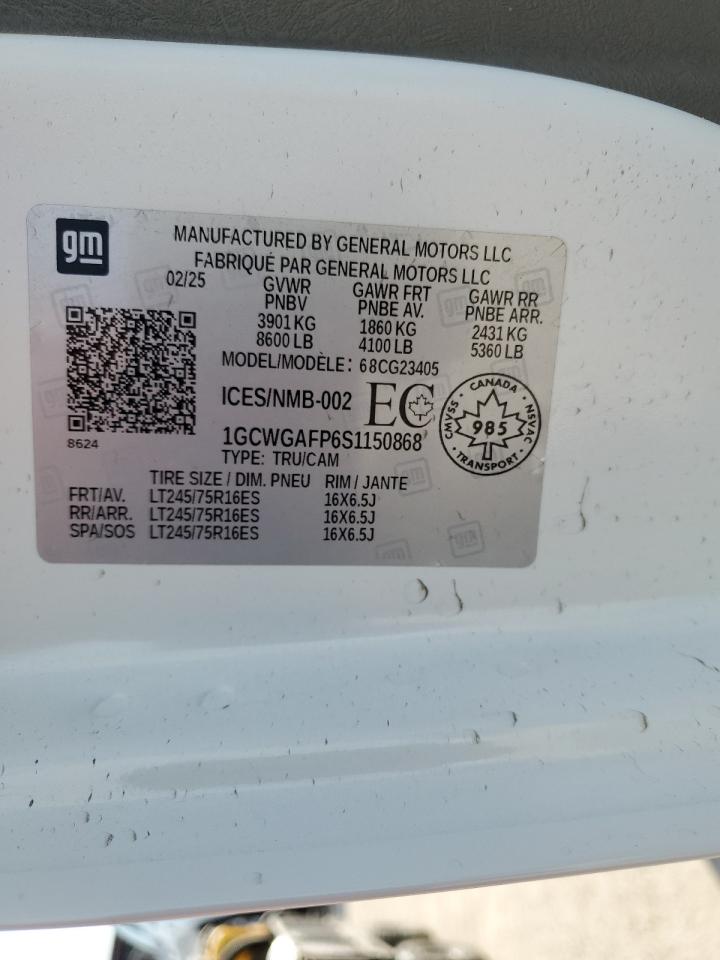 gm
MANUFACTURED BY GENERAL MOTORS LLC
FABRIQUÉ PAR GENERAL MOTORS LLC
02/25
GVWR GAWR FRT GAWR RR
PNBV PNBE AV. PNBE ARR.
3901 KG 1860 KG 2431 KG
8600 LB 4100 LB 5360 LB
MODEL/MODÈLE: 68CG23405
ICES/NMB-002 EC
CANADA
CMVSS 985 NSVAC
TRANSPORT
8624
1GCWGAFP6S1150868
TYPE: TRU/CAM
TIRE SIZE / DIM. PNEU RIM / JANTE
FRT/AV. LT245/75R16ES 16X6.5J
RR/ARR. LT245/75R16ES 16X6.5J
SPA/SOS LT245/75R16ES 16X6.5J